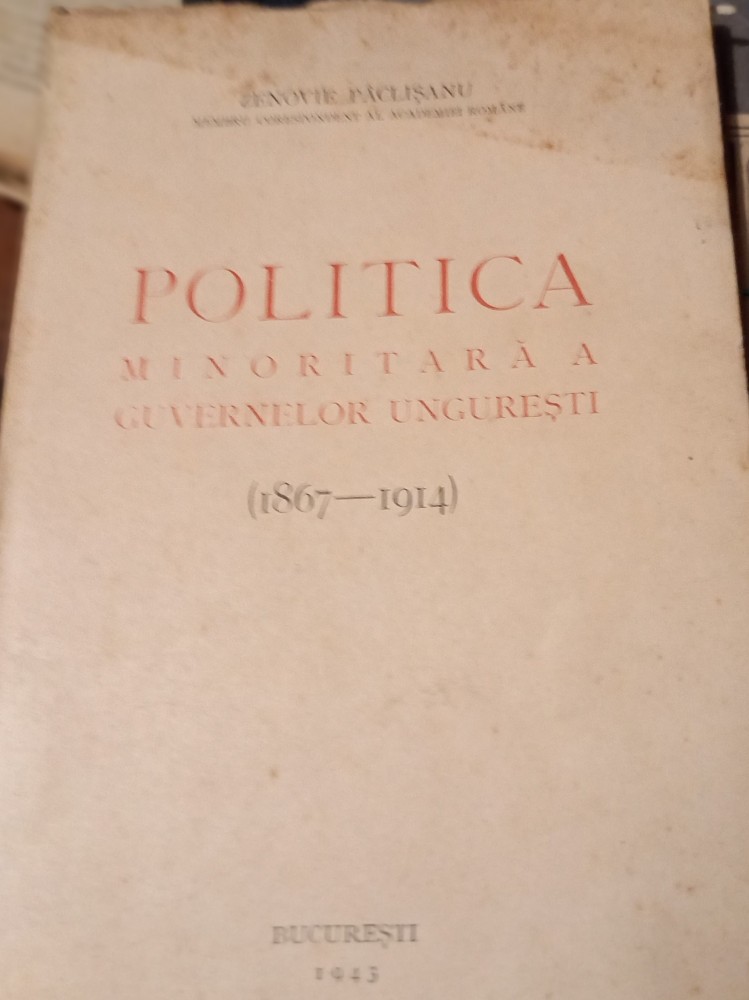 ZENOVIE PÂCLIȘANU
MEMBRU CORESPONDENT AL ACADEMIEI ROMÂNE
POLITICA
MINORITARĂ A
GUVERNELOR UNGUREȘTI
(1867—1914)
BUCUREȘTI
1943